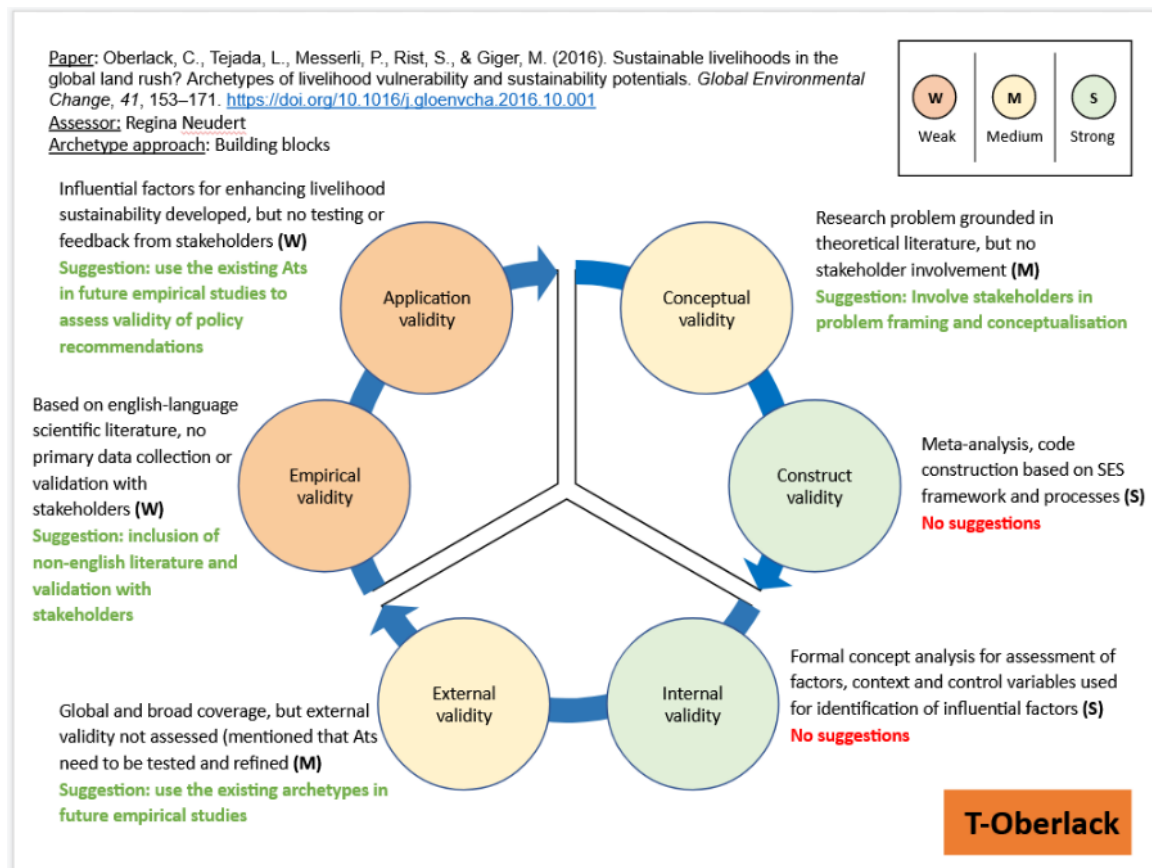 Paper: Oberlack, C., Tejada, L., Messerli, P., Rist, S., & Giger, M. (2016). Sustainable livelihoods in the
global land rush? Archetypes of livelihood vulnerability and sustainability potentials. Global Environmental
Change, 41, 153–171. https://doi.org/10.1016/j.gloenvcha.2016.10.001
Assessor: Regina Neudert
Archetype approach: Building blocks
W
M
S
Weak
Medium
Strong
Influential factors for enhancing livelihood
sustainability developed, but no testing or
feedback from stakeholders (W)
Suggestion: use the existing Ats
in future empirical studies to
assess validity of policy
recommendations
Application
validity
Conceptual
validity
Research problem grounded in
theoretical literature, but no
stakeholder involvement (M)
Suggestion: Involve stakeholders in
problem framing and conceptualisation
Based on english-language
scientific literature, no
primary data collection or
validation with
stakeholders (W)
Suggestion: inclusion of
non-english literature and
validation with
stakeholders
Empirical
validity
Construct
validity
Meta-analysis, code
construction based on SES
framework and processes (S)
No suggestions
Global and broad coverage, but external
validity not assessed (mentioned that Ats
need to be tested and refined (M)
Suggestion: use the existing archetypes in
future empirical studies
External
validity
Internal
validity
Formal concept analysis for assessment of
factors, context and control variables used
for identification of influential factors (S)
No suggestions
T-Oberlack